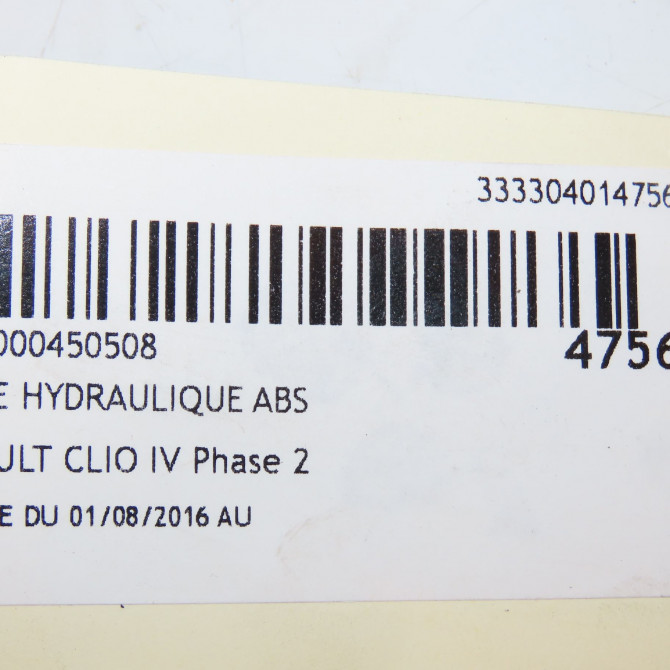 333304014756
000450508
4756
E HYDRAULIQUE ABS
ULT CLIO IV Phase 2
E DU 01/08/2016 AU